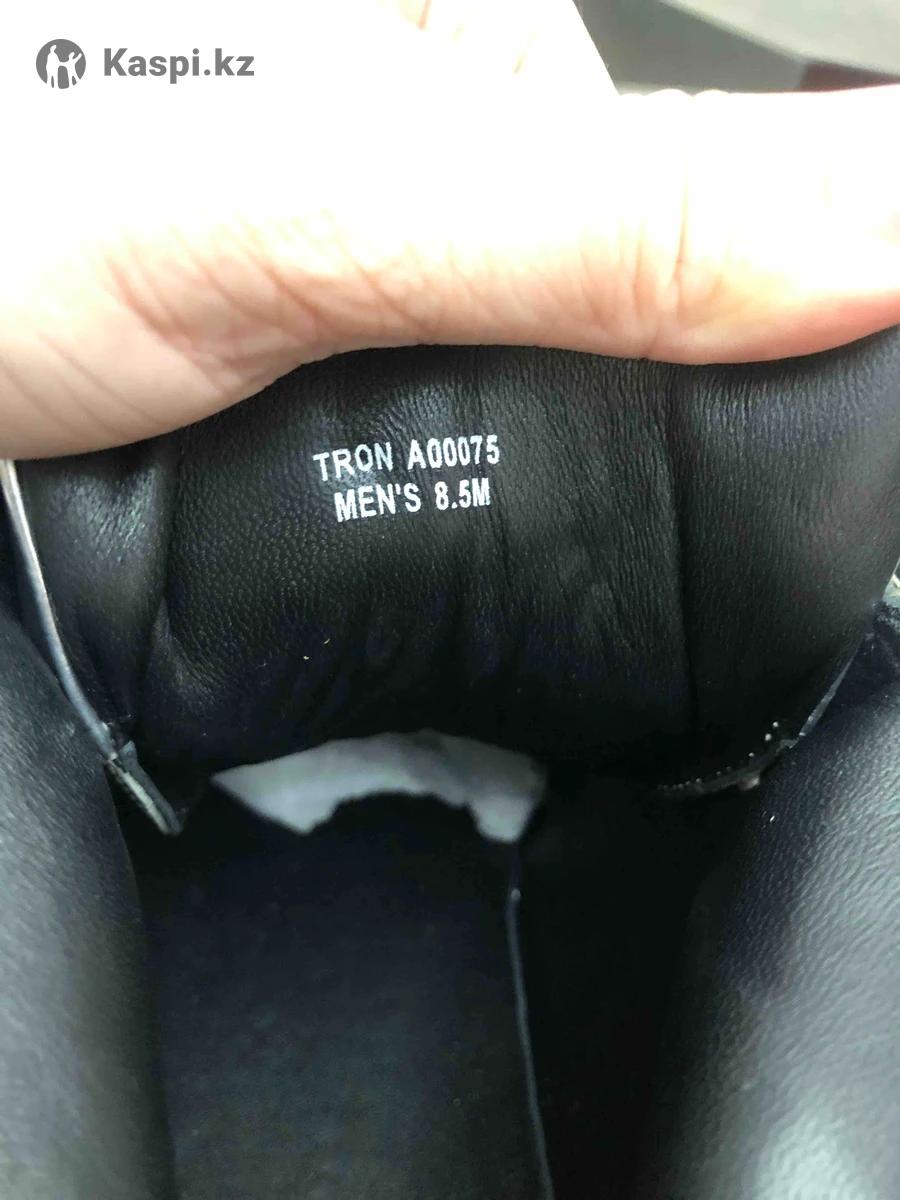 Kaspi.kz
TRON A00075
MEN'S 8.5M